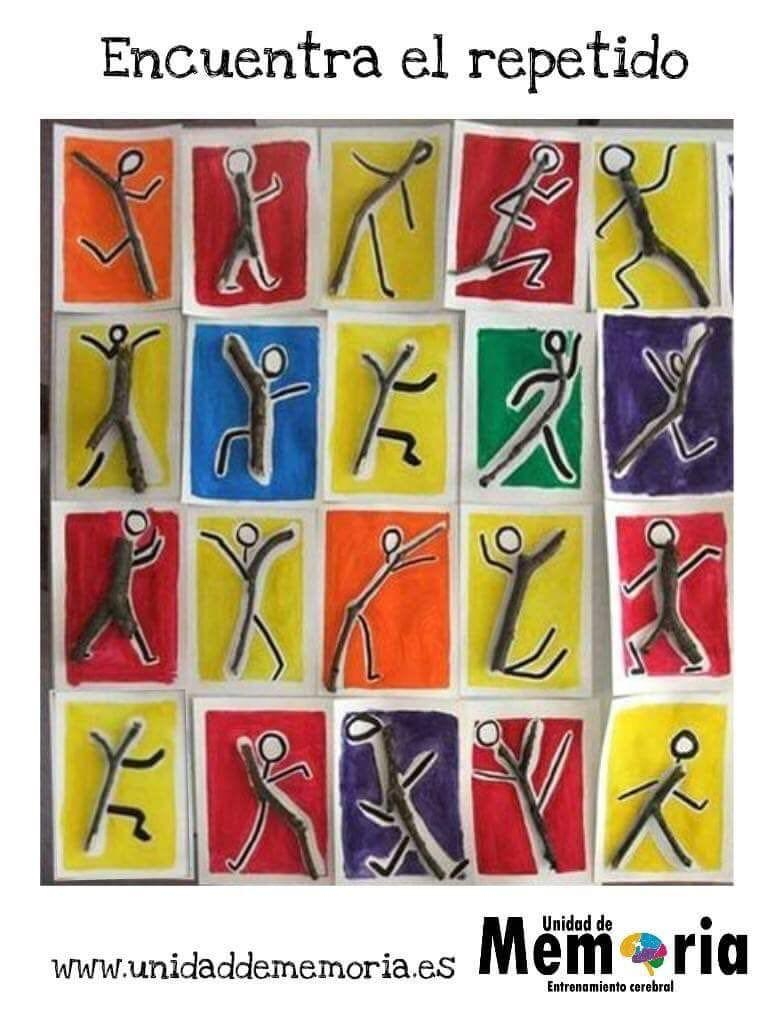 Encuentra el repetido
www.unidaddememoria.es
Unidad de
Memoria
Entrenamiento cerebral